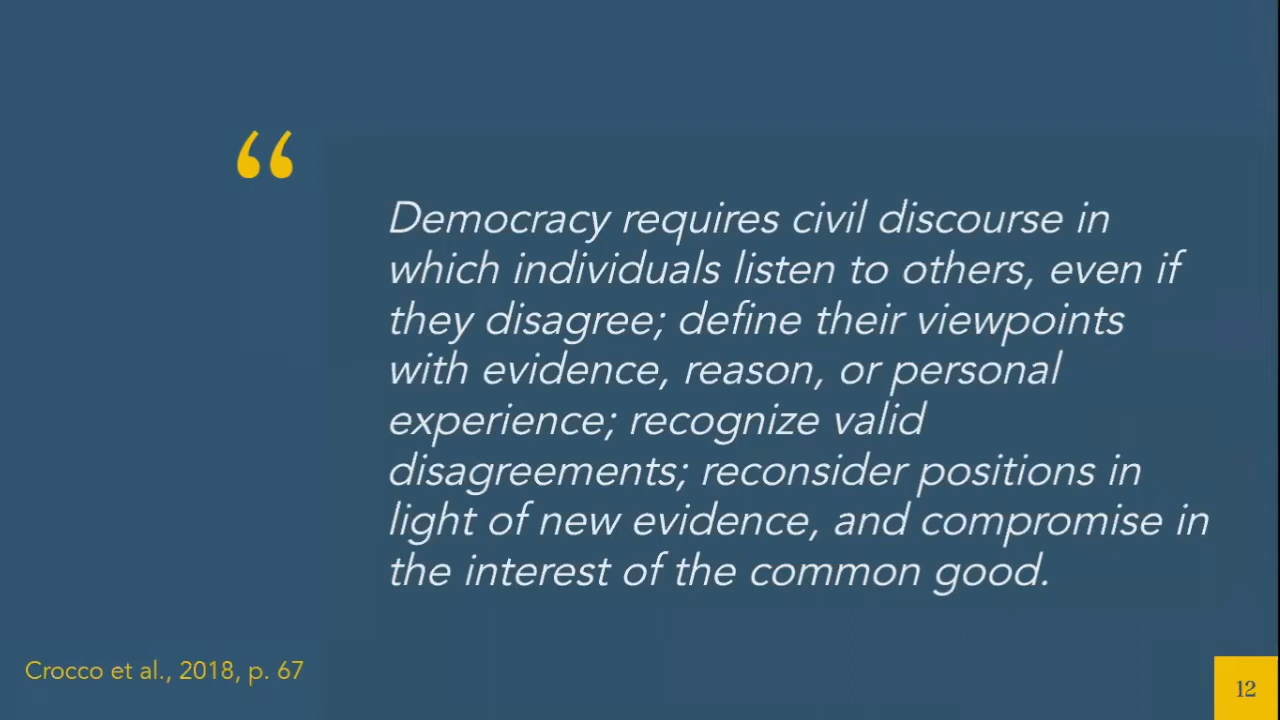 “
Democracy requires civil discourse in
which individuals listen to others, even if
they disagree; define their viewpoints
with evidence, reason, or personal
experience; recognize valid
disagreements; reconsider positions in
light of new evidence, and compromise in
the interest of the common good.
Crocco et al., 2018, p. 67
12